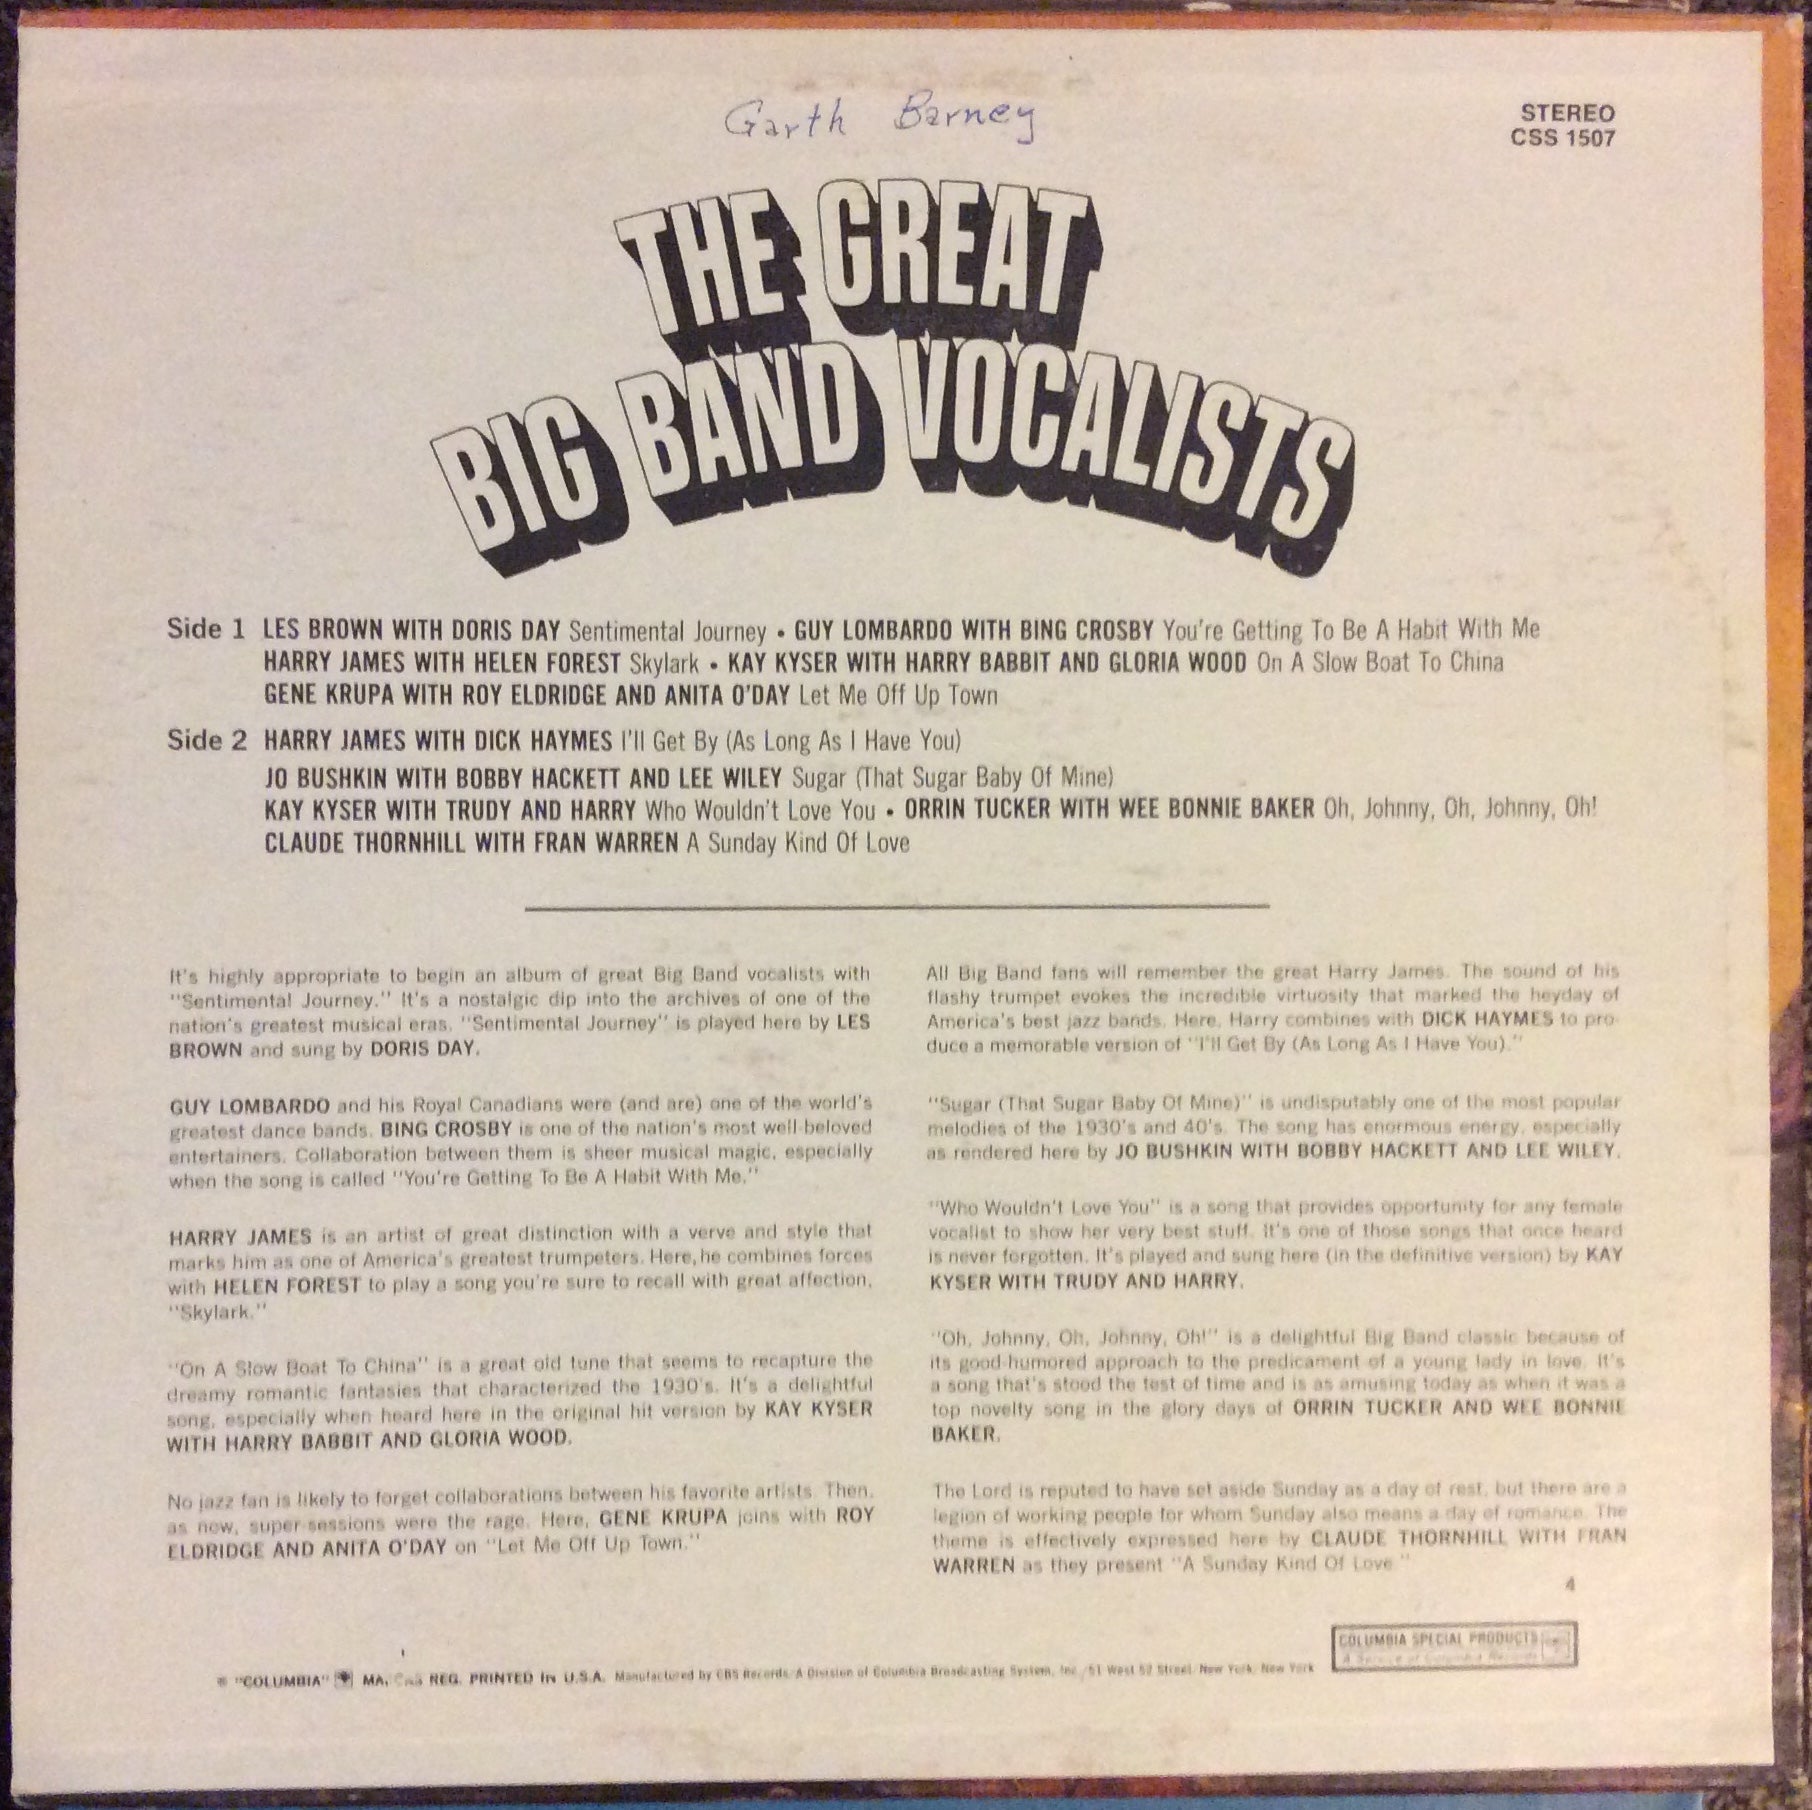 Garth Barney
STEREO
CSS 1507
THE GREAT
BIG BAND VOCALISTS
Side 1 LES BROWN WITH DORIS DAY Sentimental Journey • GUY LOMBARDO WITH BING CROSBY You're Getting To Be A Habit With Me
HARRY JAMES WITH HELEN FOREST Skylark • KAY KYSER WITH HARRY BABBIT AND GLORIA WOOD On A Slow Boat To China
GENE KRUPA WITH ROY ELDRIDGE AND ANITA O'DAY Let Me Off Up Town
Side 2 HARRY JAMES WITH DICK HAYMES I'll Get By (As Long As I Have You)
JO BUSHKIN WITH BOBBY HACKETT AND LEE WILEY Sugar (That Sugar Baby Of Mine)
KAY KYSER WITH TRUDY AND HARRY Who Wouldn't Love You • ORRIN TUCKER WITH WEE BONNIE BAKER Oh, Johnny, Oh, Johnny, Oh!
CLAUDE THORNHILL WITH FRAN WARREN A Sunday Kind Of Love
It's highly appropriate to begin an album of great Big Band vocalists with
"Sentimental Journey." It's a nostalgic dip into the archives of one of the
nation's greatest musical eras. "Sentimental Journey" is played here by LES
BROWN and sung by DORIS DAY.
GUY LOMBARDO and his Royal Canadians were (and are) one of the world's
greatest dance bands. BING CROSBY is one of the nation's most well-beloved
entertainers. Collaboration between them is sheer musical magic, especially
when the song is called "You're Getting To Be A Habit With Me."
HARRY JAMES is an artist of great distinction with a verve and style that
marks him as one of America's greatest trumpeters. Here, he combines forces
with HELEN FOREST to play a song you're sure to recall with great affection,
"Skylark."
"On A Slow Boat To China" is a great old tune that seems to recapture the
dreamy romantic fantasies that characterized the 1930's. It's a delightful
song, especially when heard here in the original hit version by KAY KYSER
WITH HARRY BABBIT AND GLORIA WOOD.
No jazz fan is likely to forget collaborations between his favorite artists. Then,
as now, super-sessions were the rage. Here, GENE KRUPA joins with ROY
ELDRIDGE AND ANITA O'DAY on "Let Me Off Up Town."
All Big Band fans will remember the great Harry James. The sound of his
flashy trumpet evokes the incredible virtuosity that marked the heyday of
America's best jazz bands. Here, Harry combines with DICK HAYMES to pro-
duce a memorable version of "I'll Get By (As Long As I Have You)."
"Sugar (That Sugar Baby Of Mine)" is undisputably one of the most popular
melodies of the 1930's and 40's. The song has enormous energy, especially
as rendered here by JO BUSHKIN WITH BOBBY HACKETT AND LEE WILEY.
"Who Wouldn't Love You" is a song that provides opportunity for any female
vocalist to show her very best stuff. It's one of those songs that once heard
is never forgotten. It's played and sung here (in the definitive version) by KAY
KYSER WITH TRUDY AND HARRY.
"Oh, Johnny, Oh, Johnny, Oh!" is a delightful Big Band classic because of
its good-humored approach to the predicament of a young lady in love. It's
a song that's stood the test of time and is as amusing today as when it was a
top novelty song in the glory days of ORRIN TUCKER AND WEE BONNIE
BAKER.
The Lord is reputed to have set aside Sunday as a day of rest, but there are a
legion of working people for whom Sunday also means a day of romance. The
theme is effectively expressed here by CLAUDE THORNHILL WITH FRAN
WARREN as they present "A Sunday Kind Of Love."
4
COLUMBIA SPECIAL PRODUCTS
A Service of Columbia Records
® "COLUMBIA" MARCAS REG. PRINTED IN U.S.A. Manufactured by CBS Records/A Division of Columbia Broadcasting System, Inc./51 West 52 Street, New York, New York